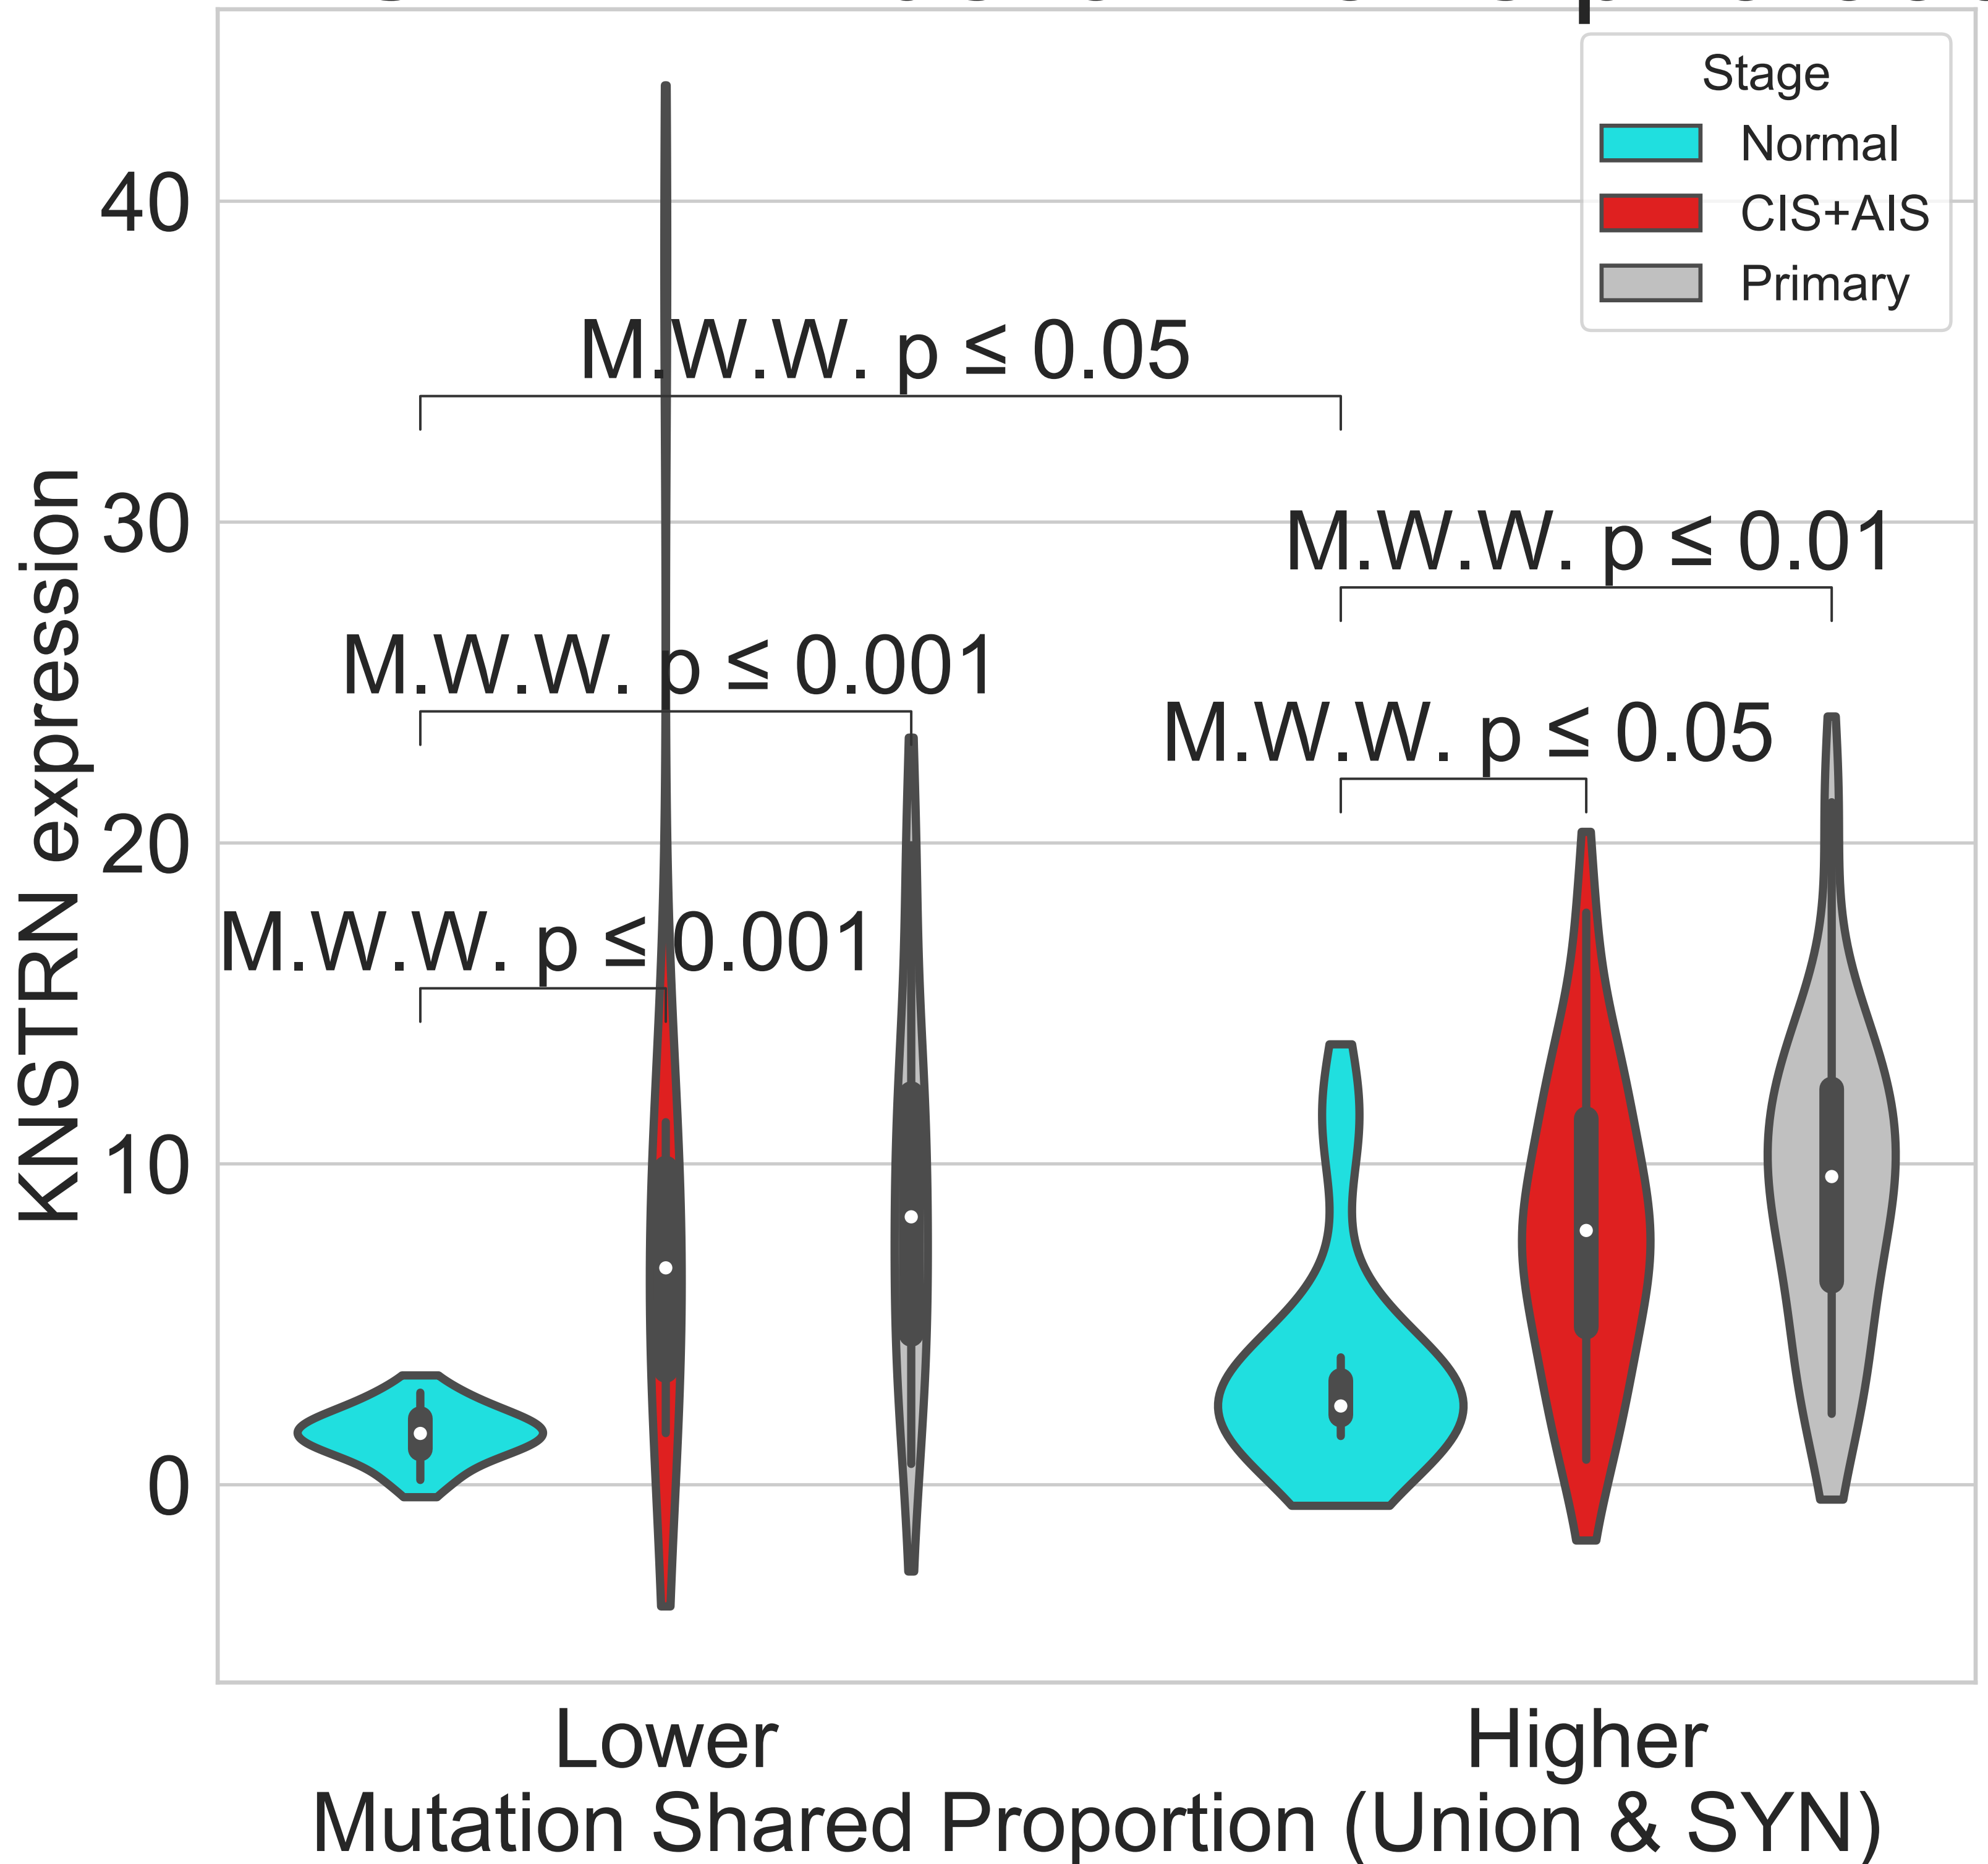 Stage
Normal
CIS+AIS
Primary
40
30
20
10
0
KNSTRN expression
M.W.W. p ≤ 0.05
M.W.W. p ≤ 0.01
M.W.W. p ≤ 0.001
M.W.W. p ≤ 0.05
M.W.W. p ≤ 0.001
Lower
Higher
Mutation Shared Proportion (Union & SYN)